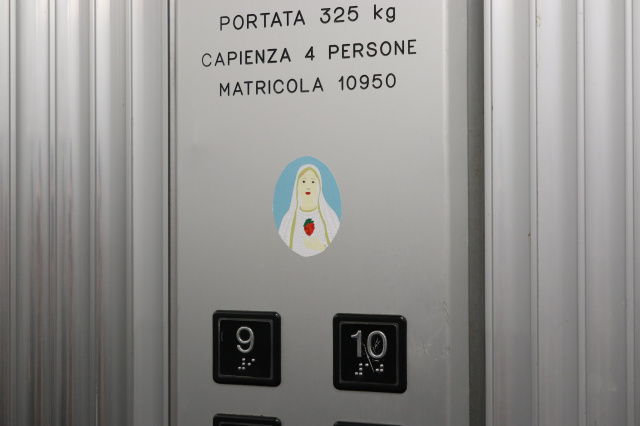 PORTATA 325 kg
CAPIENZA 4 PERSONE
MATRICOLA 10950
9 10